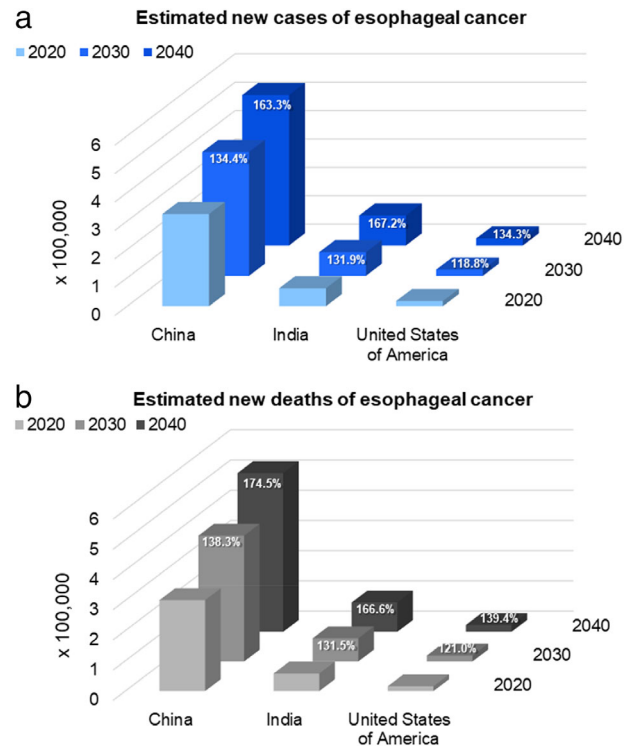 a
Estimated new cases of esophageal cancer
2020 2030 2040
163.3%
134.4%
167.2%
131.9%
134.3%
118.8%
6
5
4
3
2
1
0
x 100,000
2040
2030
2020
China India United States
of America
b
Estimated new deaths of esophageal cancer
2020 2030 2040
174.5%
138.3%
166.6%
131.5%
139.4%
121.0%
6
5
4
3
2
1
0
x 100,000
2040
2030
2020
China India United States
of America